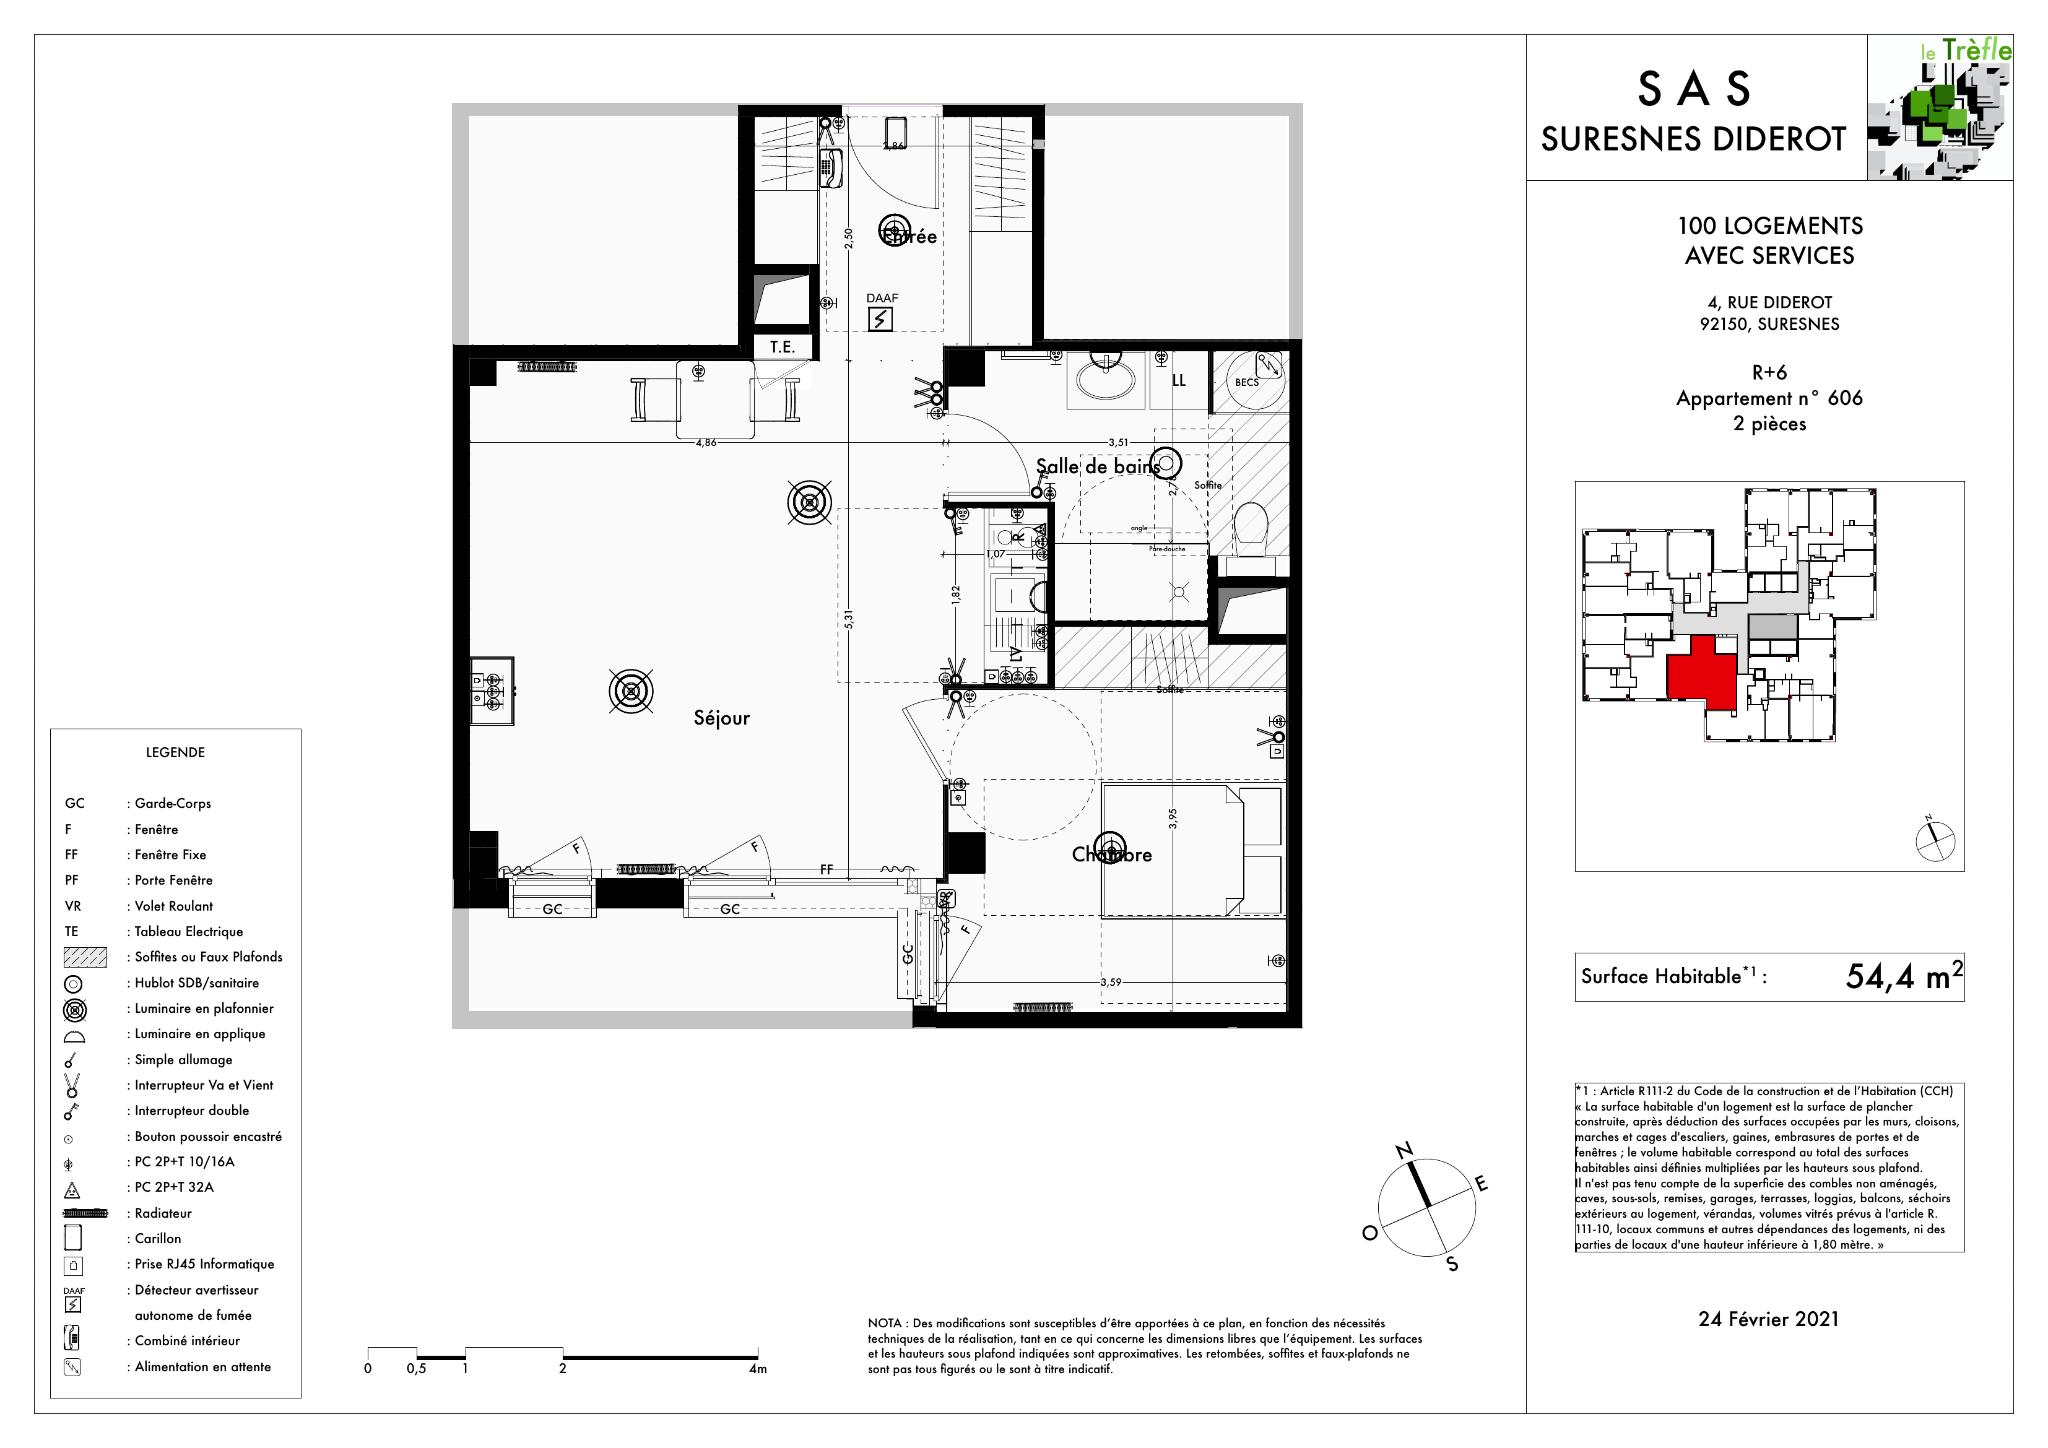 le Trèfle
S A S
SURESNES DIDEROT
100 LOGEMENTS
AVEC SERVICES
4, RUE DIDEROT
92150, SURESNES
R+6
Appartement n° 606
2 pièces
N
Surface Habitable*1 : 54,4 m²
*1 : Article R111-2 du Code de la construction et de l'Habitation (CCH)
« La surface habitable d'un logement est la surface de plancher
construite, après déduction des surfaces occupées par les murs, cloisons,
marches et cages d'escaliers, gaines, embrasures de portes et de
fenêtres ; le volume habitable correspond au total des surfaces
habitables ainsi définies multipliées par les hauteurs sous plafond.
Il n'est pas tenu compte de la superficie des combles non aménagés,
caves, sous-sols, remises, garages, terrasses, loggias, balcons, séchoirs
extérieurs au logement, vérandas, volumes vitrés prévus à l'article R.
111-10, locaux communs et autres dépendances des logements, ni des
parties de locaux d'une hauteur inférieure à 1,80 mètre. »
24 Février 2021
2,86
2,50
Entrée
DAAF
T.E.
LL
BECS
4,86
3,51
Salle de bains
2,78
Soffite
angle
Pare-douche
R
1,07
1,82
5,31
LV
Soffite
Séjour
3,95
Chambre
F
F
FF
GC
GC
VR
F
GC
3,59
LEGENDE
GC : Garde-Corps
F : Fenêtre
FF : Fenêtre Fixe
PF : Porte Fenêtre
VR : Volet Roulant
TE : Tableau Electrique
: Soffites ou Faux Plafonds
: Hublot SDB/sanitaire
: Luminaire en plafonnier
: Luminaire en applique
: Simple allumage
: Interrupteur Va et Vient
: Interrupteur double
: Bouton poussoir encastré
: PC 2P+T 10/16A
: PC 2P+T 32A
: Radiateur
: Carillon
: Prise RJ45 Informatique
DAAF : Détecteur avertisseur
autonome de fumée
: Combiné intérieur
: Alimentation en attente
N
E
O
S
0 0,5 1 2 4m
NOTA : Des modifications sont susceptibles d'être apportées à ce plan, en fonction des nécessités
techniques de la réalisation, tant en ce qui concerne les dimensions libres que l'équipement. Les surfaces
et les hauteurs sous plafond indiquées sont approximatives. Les retombées, soffites et faux-plafonds ne
sont pas tous figurés ou le sont à titre indicatif.